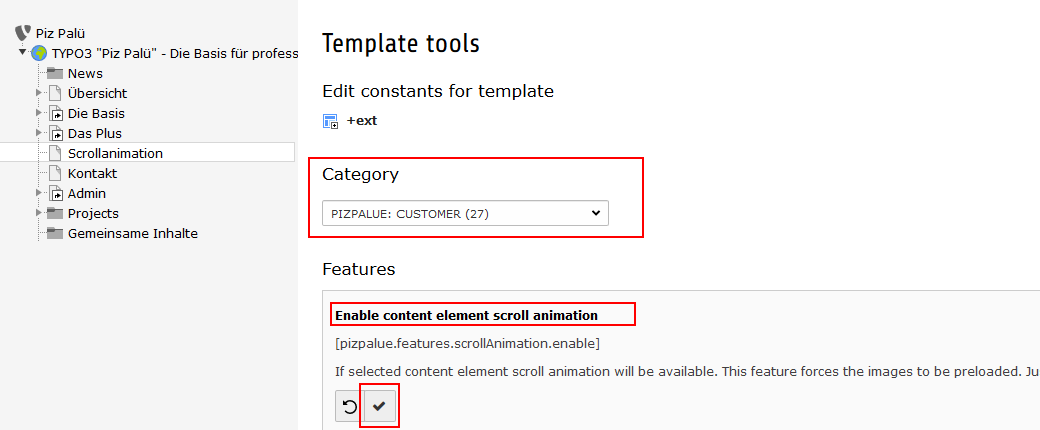 Piz Palü
TYPO3 "Piz Palü" - Die Basis für profess
News
Übersicht
Die Basis
Das Plus
Scrollanimation
Kontakt
Admin
Projects
Gemeinsame Inhalte
Template tools
Edit constants for template
+ext
Category
PIZPALUE: CUSTOMER (27)
Features
Enable content element scroll animation
[pizpalue.features.scrollAnimation.enable]
If selected content element scroll animation will be available. This feature forces the images to be preloaded. Ju